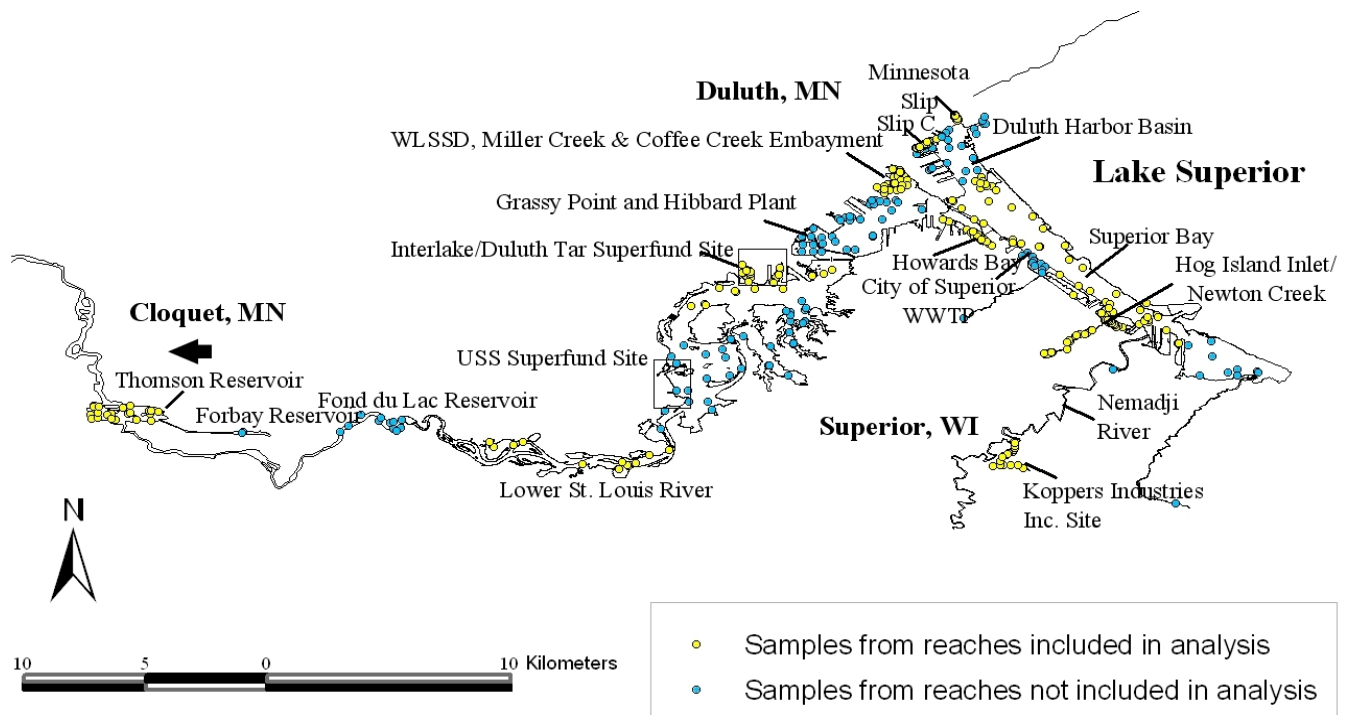 Minnesota
Slip
Duluth, MN
Slip C
Duluth Harbor Basin
WLSSD, Miller Creek & Coffee Creek Embayment
Lake Superior
Grassy Point and Hibbard Plant
Interlake/Duluth Tar Superfund Site
Superior Bay
Howards Bay
Hog Island Inlet/
Newton Creek
City of Superior
WWTP
Cloquet, MN
USS Superfund Site
Thomson Reservoir
Forbay Reservoir
Fond du Lac Reservoir
Nemadji
River
Superior, WI
Lower St. Louis River
Koppers Industries
Inc. Site
N
10 5 0 10 Kilometers
Samples from reaches included in analysis
Samples from reaches not included in analysis